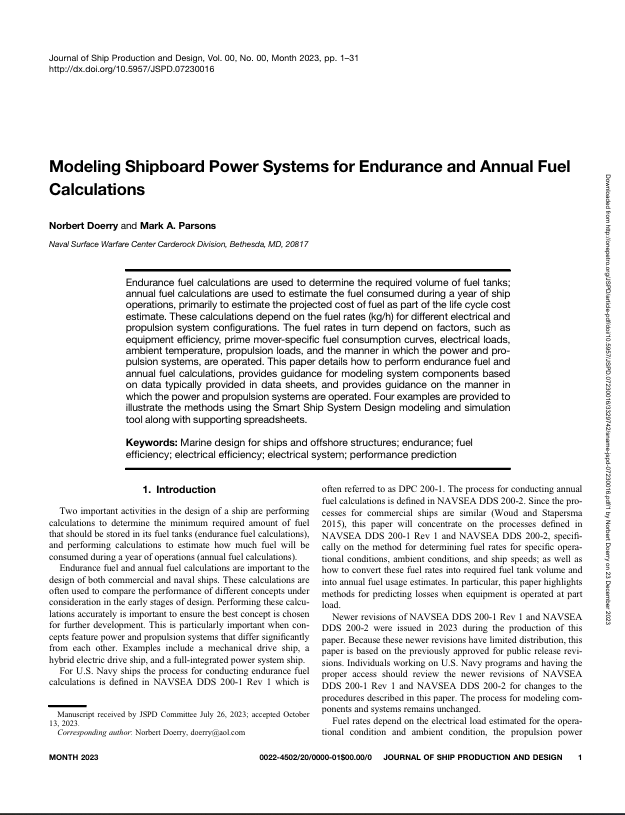 Journal of Ship Production and Design, Vol. 00, No. 00, Month 2023, pp. 1–31
http://dx.doi.org/10.5957/JSPD.07230016
Modeling Shipboard Power Systems for Endurance and Annual Fuel
Calculations
Norbert Doerry and Mark A. Parsons
Naval Surface Warfare Center Carderock Division, Bethesda, MD, 20817
Endurance fuel calculations are used to determine the required volume of fuel tanks;
annual fuel calculations are used to estimate the fuel consumed during a year of ship
operations, primarily to estimate the projected cost of fuel as part of the life cycle cost
estimate. These calculations depend on the fuel rates (kg/h) for different electrical and
propulsion system configurations. The fuel rates in turn depend on factors, such as
equipment efficiency, prime mover-specific fuel consumption curves, electrical loads,
ambient temperature, propulsion loads, and the manner in which the power and pro-
pulsion systems, are operated. This paper details how to perform endurance fuel and
annual fuel calculations, provides guidance for modeling system components based
on data typically provided in data sheets, and provides guidance on the manner in
which the power and propulsion systems are operated. Four examples are provided to
illustrate the methods using the Smart Ship System Design modeling and simulation
tool along with supporting spreadsheets.
Keywords: Marine design for ships and offshore structures; endurance; fuel
efficiency; electrical efficiency; electrical system; performance prediction
1. Introduction
Two important activities in the design of a ship are performing
calculations to determine the minimum required amount of fuel
that should be stored in its fuel tanks (endurance fuel calculations),
and performing calculations to estimate how much fuel will be
consumed during a year of operations (annual fuel calculations).
Endurance fuel and annual fuel calculations are important to the
design of both commercial and naval ships. These calculations are
often used to compare the performance of different concepts under
consideration in the early stages of design. Performing these calcu-
lations accurately is important to ensure the best concept is chosen
for further development. This is particularly important when con-
cepts feature power and propulsion systems that differ significantly
from each other. Examples include a mechanical drive ship, a
hybrid electric drive ship, and a full-integrated power system ship.
For U.S. Navy ships the process for conducting endurance fuel
calculations is defined in NAVSEA DDS 200-1 Rev 1 which is
Manuscript received by JSPD Committee July 26, 2023; accepted October
13, 2023.
Corresponding author: Norbert Doerry, doerry@aol.com
often referred to as DPC 200-1. The process for conducting annual
fuel calculations is defined in NAVSEA DDS 200-2. Since the pro-
cesses for commercial ships are similar (Woud and Stapersma
2015), this paper will concentrate on the processes defined in
NAVSEA DDS 200-1 Rev 1 and NAVSEA DDS 200-2, specifi-
cally on the method for determining fuel rates for specific opera-
tional conditions, ambient conditions, and ship speeds; as well as
how to convert these fuel rates into required fuel tank volume and
into annual fuel usage estimates. In particular, this paper highlights
methods for predicting losses when equipment is operated at part
load.
Newer revisions of NAVSEA DDS 200-1 Rev 1 and NAVSEA
DDS 200-2 were issued in 2023 during the production of this
paper. Because these newer revisions have limited distribution, this
paper is based on the previously approved for public release revi-
sions. Individuals working on U.S. Navy programs and having the
proper access should review the newer revisions of NAVSEA
DDS 200-1 Rev 1 and NAVSEA DDS 200-2 for changes to the
procedures described in this paper. The process for modeling com-
ponents and systems remains unchanged.
Fuel rates depend on the electrical load estimated for the opera-
tional condition and ambient condition, the propulsion power
MONTH 2023
0022-4502/20/0000-01$00.00/0 JOURNAL OF SHIP PRODUCTION AND DESIGN 1
by Norbert Doerry on 23 December 2023